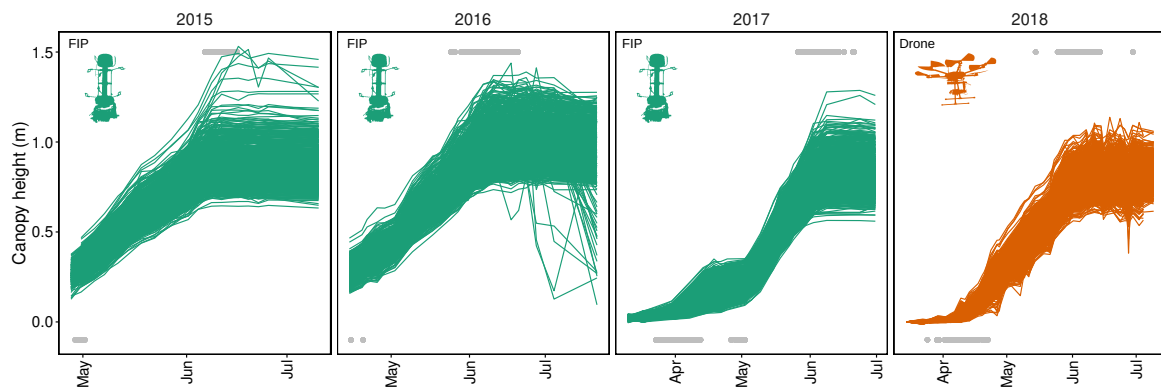 2015 2016 2017 2018
FIP FIP FIP Drone
Canopy height (m)
1.5
1.0
0.5
0.0
May Jun Jul May Jun Jul Apr May Jun Jul Apr May Jun Jul